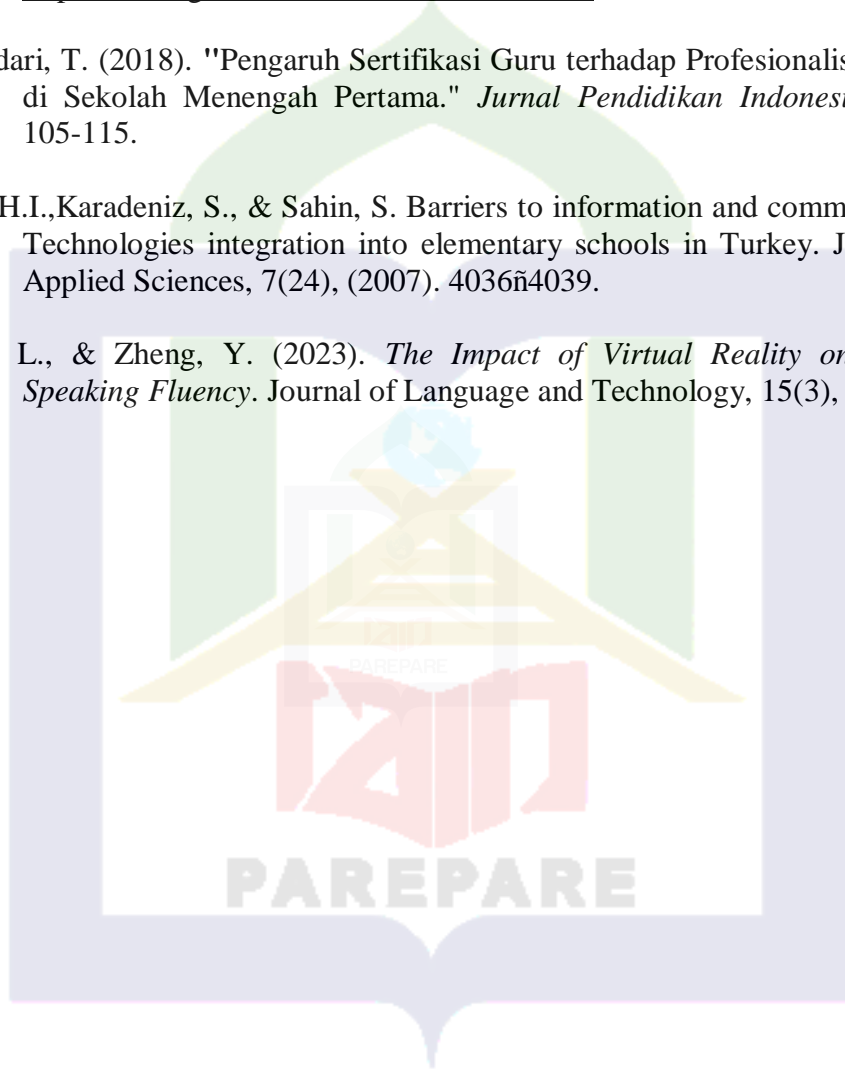 dari, T. (2018). "Pengaruh Sertifikasi Guru terhadap Profesionalis
di Sekolah Menengah Pertama." Jurnal Pendidikan Indonesi
105-115.
H.I.,Karadeniz, S., & Sahin, S. Barriers to information and comm
Technologies integration into elementary schools in Turkey. J
Applied Sciences, 7(24), (2007). 4036ñ4039.
L., & Zheng, Y. (2023). The Impact of Virtual Reality on
Speaking Fluency. Journal of Language and Technology, 15(3),
PAREPARE
PAREPARE